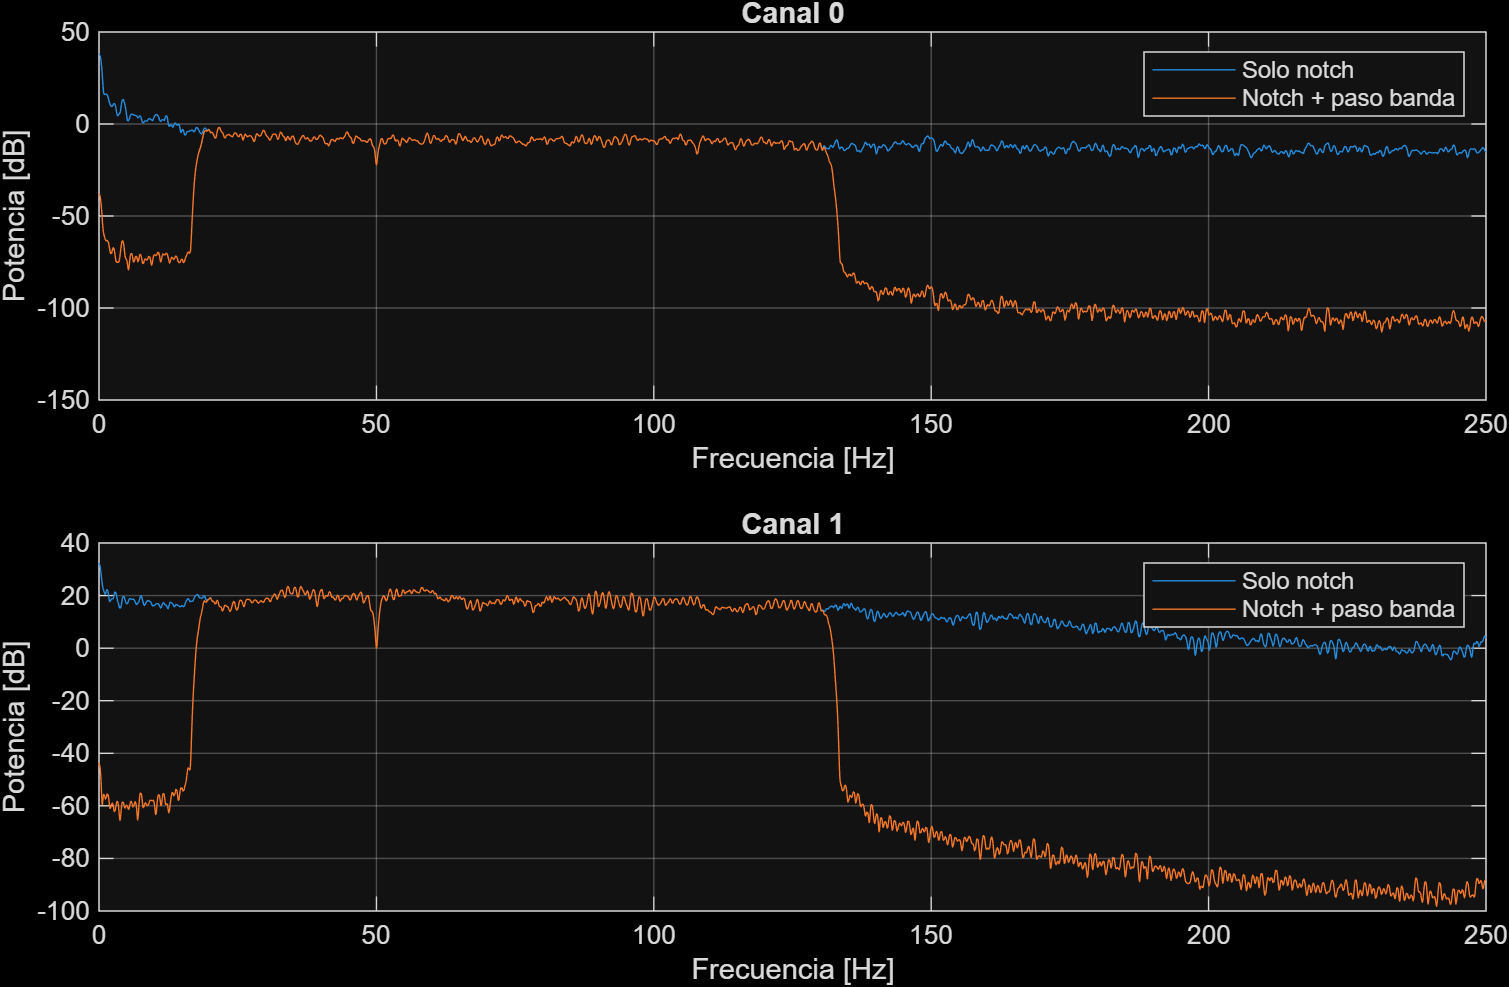 Canal 0
50
0
-50
-100
-150
Potencia [dB]
Solo notch
Notch + paso banda
0 50 100 150 200 250
Frecuencia [Hz]
Canal 1
40
20
0
-20
-40
-60
-80
-100
Potencia [dB]
Solo notch
Notch + paso banda
0 50 100 150 200 250
Frecuencia [Hz]